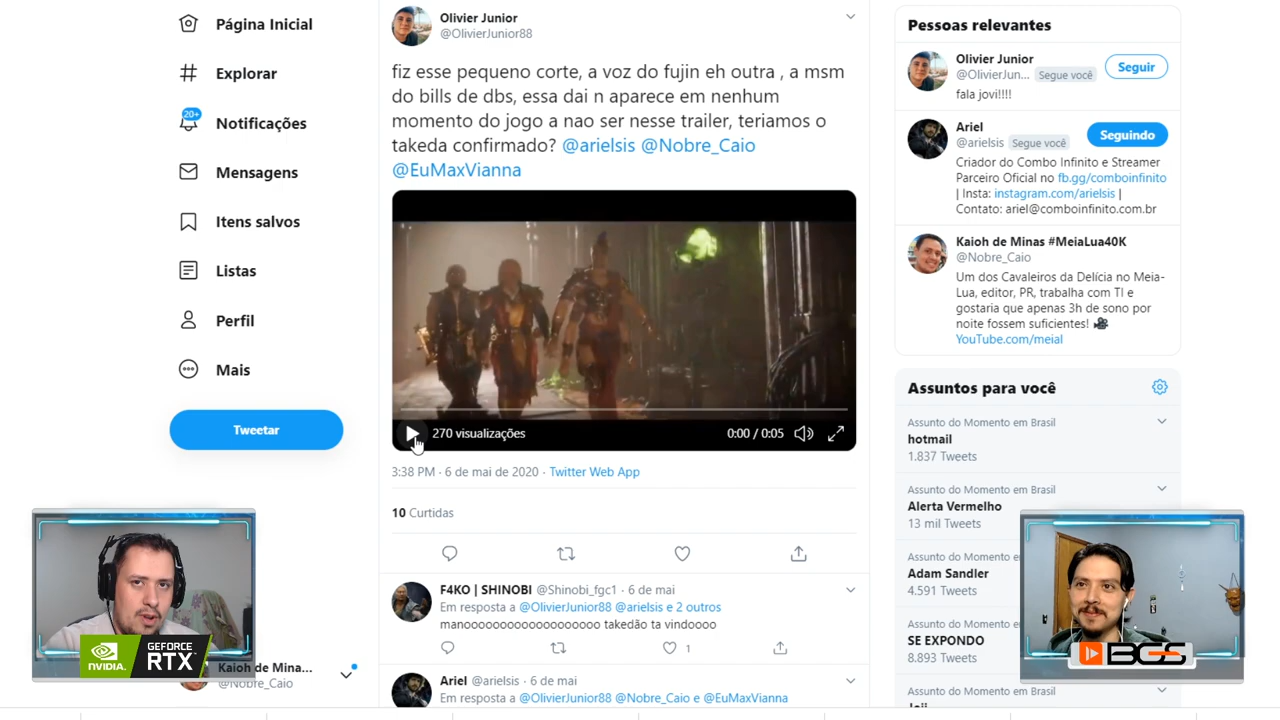 Página Inicial
Explorar
20+
Notificações
Mensagens
Itens salvos
Listas
Perfil
Mais
Tweetar
Kaioh de Mina...
@Nobre_Caio
NVIDIA.
GEFORCE
RTX
Olivier Junior
@OlivierJunior88
fiz esse pequeno corte, a voz do fujin eh outra , a msm
do bills de dbs, essa dai n aparece em nenhum
momento do jogo a nao ser nesse trailer, teriamos o
takeda confirmado? @arielsis @Nobre_Caio
@EuMaxVianna
270 visualizações
0:00 / 0:05
3:38 PM · 6 de mai de 2020 · Twitter Web App
10 Curtidas
F4KO | SHINOBI @Shinobi_fgc1 · 6 de mai
Em resposta a @OlivierJunior88 @arielsis e 2 outros
manooooooooooooooooooo takedão ta vindoooo
1
Ariel @arielsis · 6 de mai
Em resposta a @OlivierJunior88 @Nobre_Caio e @EuMaxVianna
Pessoas relevantes
Olivier Junior
@OlivierJun... Segue você
Seguir
fala jovi!!!!
Ariel
@arielsis Segue você
Seguindo
Criador do Combo Infinito e Streamer
Parceiro Oficial no fb.gg/comboinfinito
| Insta: instagram.com/arielsis |
Contato: ariel@comboinfinito.com.br
Kaioh de Minas #MeiaLua40K
@Nobre_Caio
Um dos Cavaleiros da Delícia no Meia-
Lua, editor, PR, trabalha com TI e
gostaria que apenas 3h de sono por
noite fossem suficientes!
YouTube.com/meial
Assuntos para você
Assunto do Momento em Brasil
hotmail
1.837 Tweets
Assunto do Momento em Brasil
Alerta Vermelho
13 mil Tweets
Assunto do Momento
Adam Sandler
4.591 Tweets
Assunto do Momento
SE EXPONDO
8.893 Tweets
Assunto do Momento em Brasil
BGS